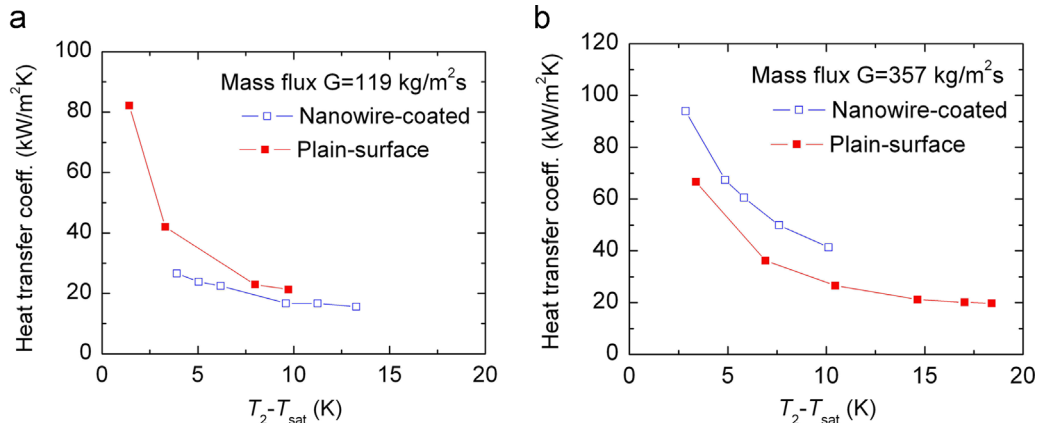 a
100
80
60
40
20
0
Heat transfer coeff. (kW/m²K)
Mass flux G=119 kg/m²s
Nanowire-coated
Plain-surface
0 5 10 15 20
T₂-Tsat (K)
b
120
100
80
60
40
20
0
Heat transfer coeff. (kW/m²K)
Mass flux G=357 kg/m²s
Nanowire-coated
Plain-surface
0 5 10 15 20
T₂-Tsat (K)